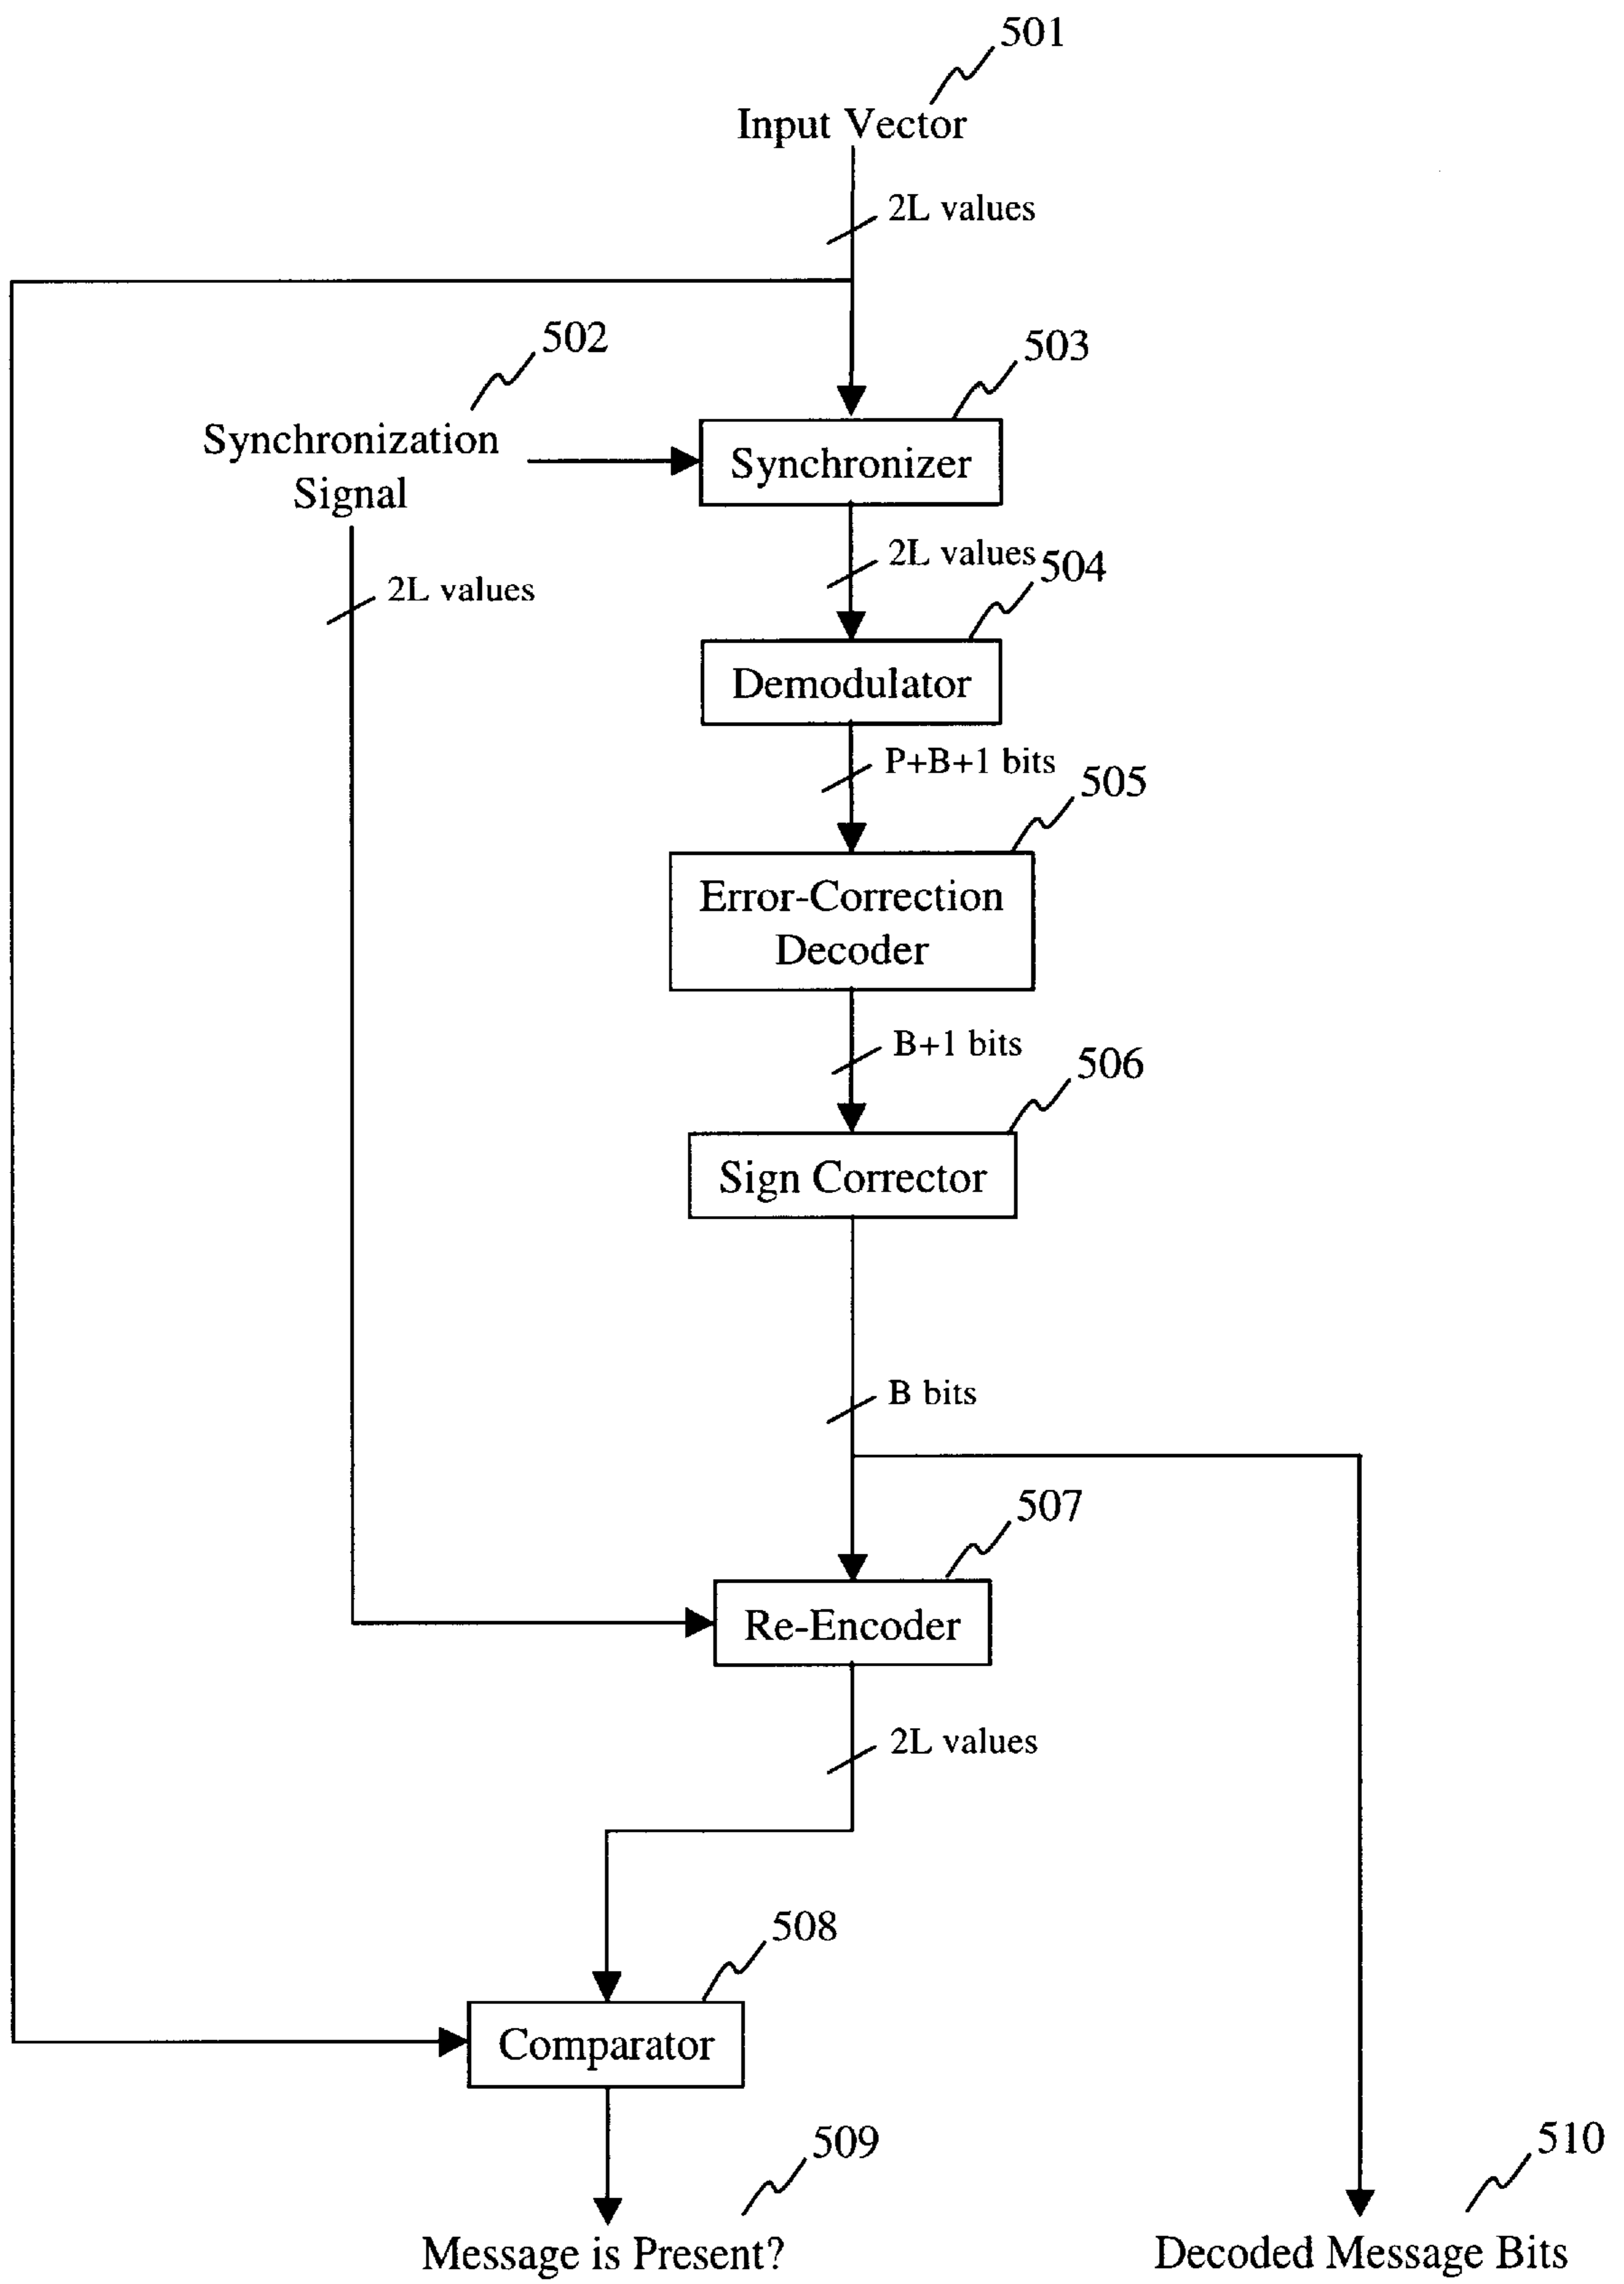 501
Input Vector
2L values
502
503
Synchronization
Signal
Synchronizer
2L values
504
2L values
Demodulator
P+B+1 bits
505
Error-Correction
Decoder
B+1 bits
506
Sign Corrector
B bits
507
Re-Encoder
2L values
508
Comparator
509
510
Message is Present?
Decoded Message Bits